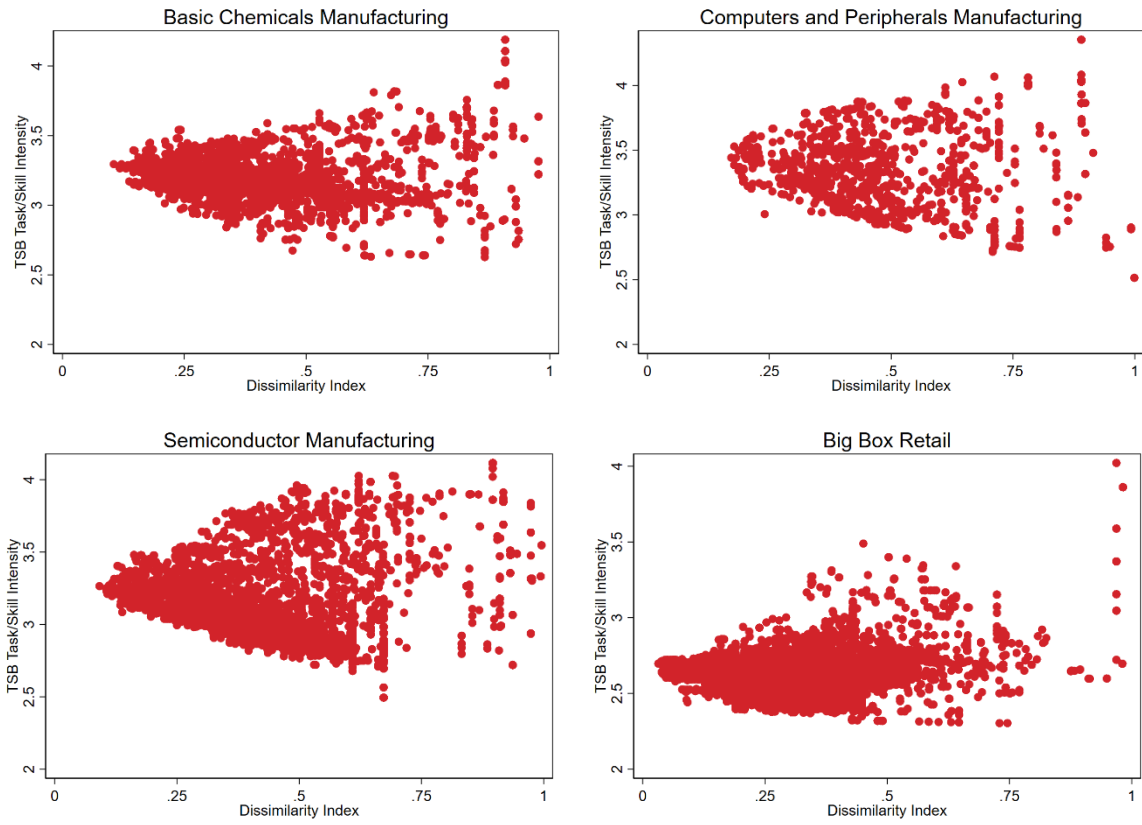 Basic Chemicals Manufacturing
TSB Task/Skill Intensity
4
3.5
3
2.5
2
0 .25 .5 .75 1
Dissimilarity Index
Computers and Peripherals Manufacturing
TSB Task/Skill Intensity
4
3.5
3
2.5
2
0 .25 .5 .75 1
Dissimilarity Index
Semiconductor Manufacturing
TSB Task/Skill Intensity
4
3.5
3
2.5
2
0 .25 .5 .75 1
Dissimilarity Index
Big Box Retail
TSB Task/Skill Intensity
4
3.5
3
2.5
2
0 .25 .5 .75 1
Dissimilarity Index